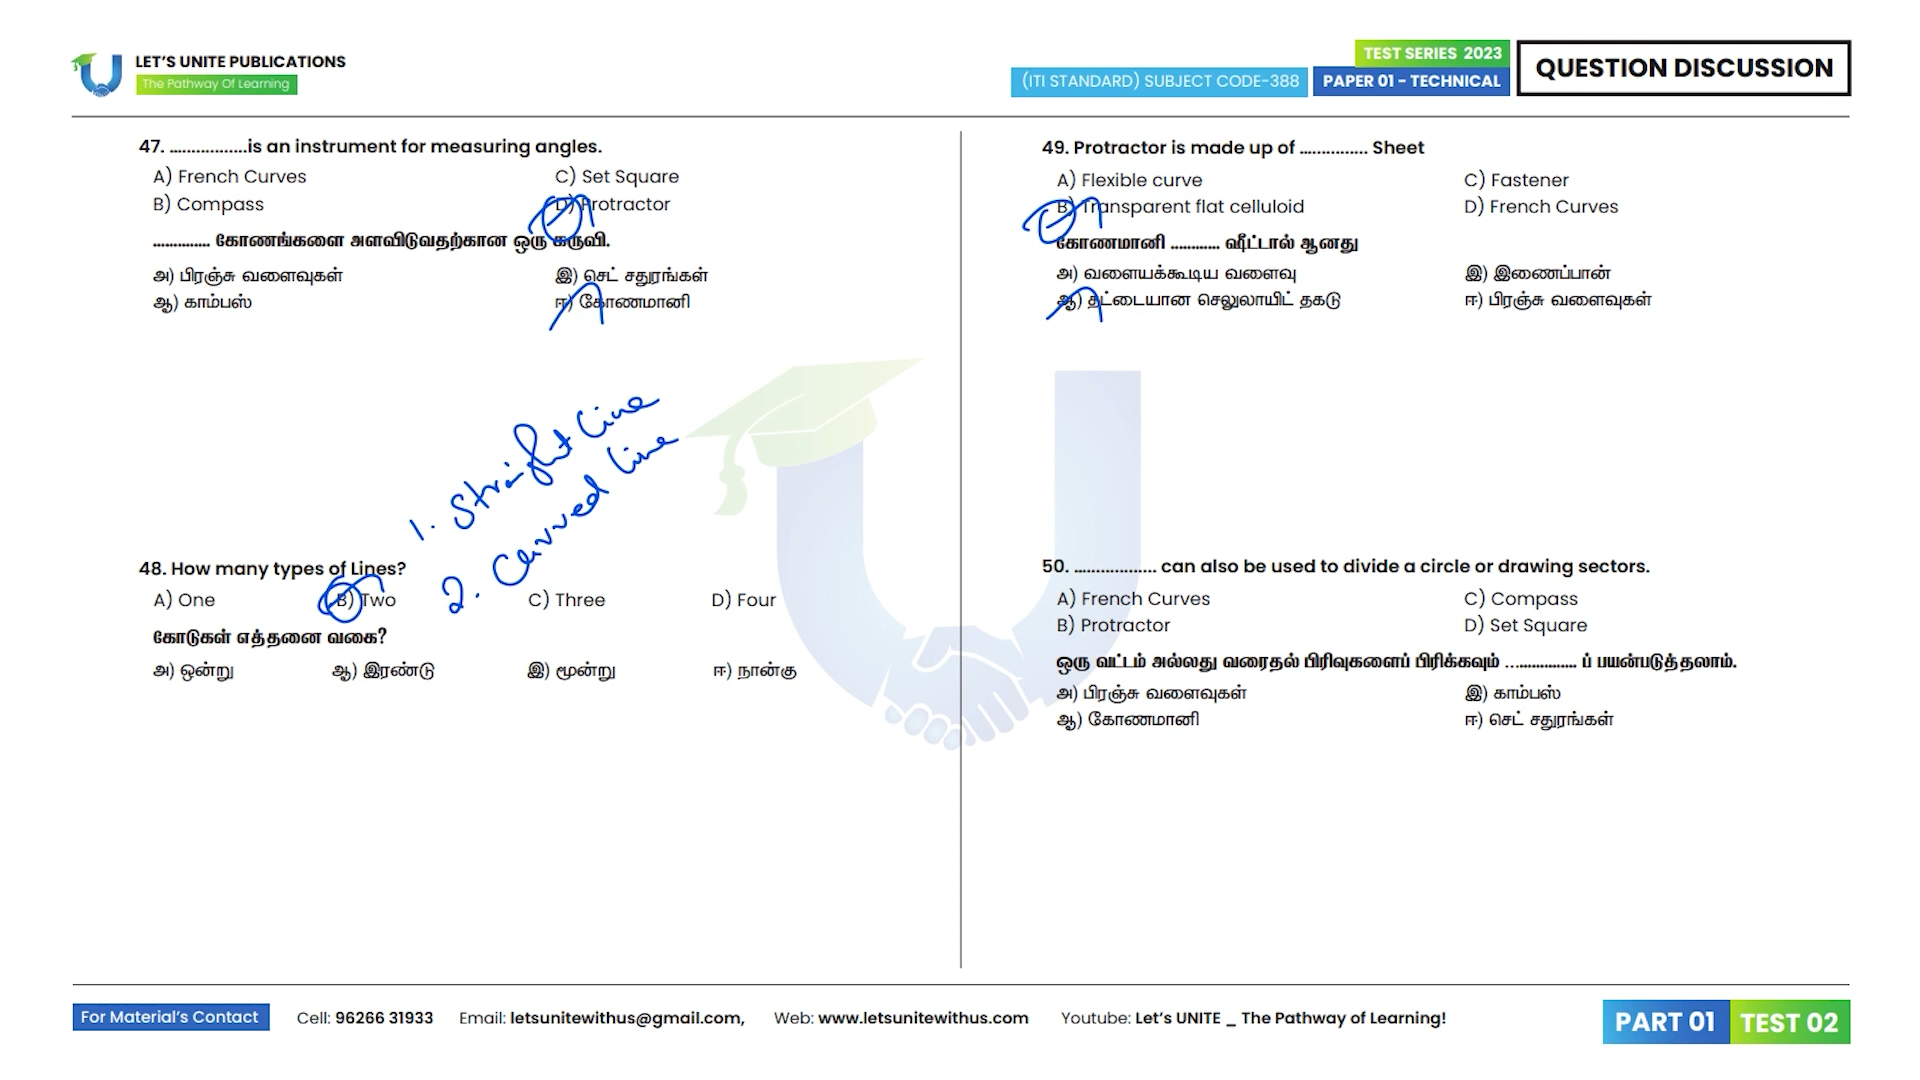 LET'S UNITE PUBLICATIONS
The Pathway Of Learning
TEST SERIES 2023
(ITI STANDARD) SUBJECT CODE-388
PAPER 01 - TECHNICAL
QUESTION DISCUSSION
47. .................is an instrument for measuring angles.
A) French Curves
C) Set Square
B) Compass
D) Protractor
.............. கோணங்களை அளவிடுவதற்கான ஒரு கருவி.
அ) பிரஞ்சு வளைவுகள்
இ) செட் சதுரங்கள்
ஆ) காம்பஸ்
ஈ) கோணமானி
1. Straight line
2. Curved line
48. How many types of Lines?
A) One
B) Two
C) Three
D) Four
கோடுகள் எத்தனை வகை?
அ) ஒன்று
ஆ) இரண்டு
இ) மூன்று
ஈ) நான்கு
49. Protractor is made up of ............... Sheet
A) Flexible curve
C) Fastener
B) Transparent flat celluloid
D) French Curves
கோணமானி ............ ஷீட்டால் ஆனது
அ) வளையக்கூடிய வளைவு
இ) இணைப்பான்
ஆ) தட்டையான செலுலாயிட் தகடு
ஈ) பிரஞ்சு வளைவுகள்
50. .................. can also be used to divide a circle or drawing sectors.
A) French Curves
C) Compass
B) Protractor
D) Set Square
ஒரு வட்டம் அல்லது வரைதல் பிரிவுகளைப் பிரிக்கவும் ................. ப் பயன்படுத்தலாம்.
அ) பிரஞ்சு வளைவுகள்
இ) காம்பஸ்
ஆ) கோணமானி
ஈ) செட் சதுரங்கள்
For Material's Contact
Cell: 96266 31933
Email: letsunitewithus@gmail.com,
Web: www.letsunitewithus.com
Youtube: Let's UNITE _ The Pathway of Learning!
PART 01
TEST 02